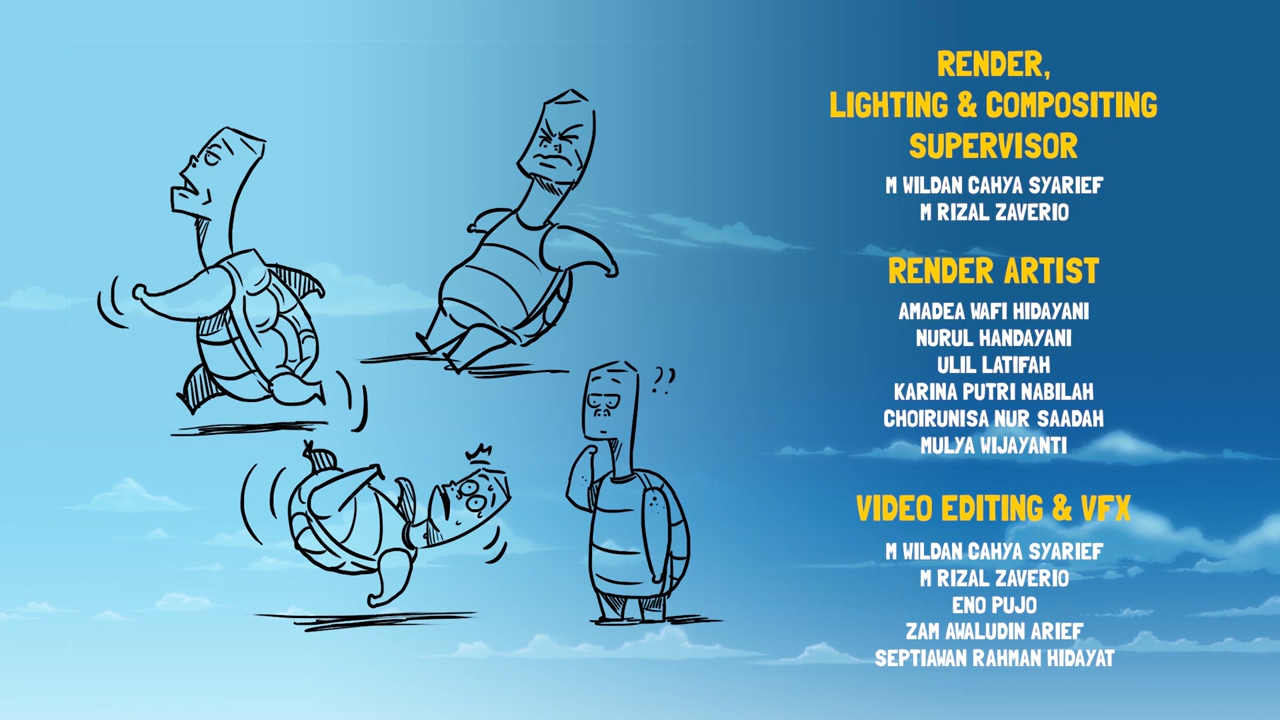 RENDER,
LIGHTING & COMPOSITING
SUPERVISOR
M WILDAN CAHYA SYARIEF
M RIZAL ZAVERIO
RENDER ARTIST
AMADEA WAFI HIDAYANI
NURUL HANDAYANI
ULIL LATIFAH
KARINA PUTRI NABILAH
CHOIRUNISA NUR SAADAH
MULYA WIJAYANTI
VIDEO EDITING & VFX
M WILDAN CAHYA SYARIEF
M RIZAL ZAVERIO
ENO PUJO
ZAM AWALUDIN ARIEF
SEPTIAWAN RAHMAN HIDAYAT
??